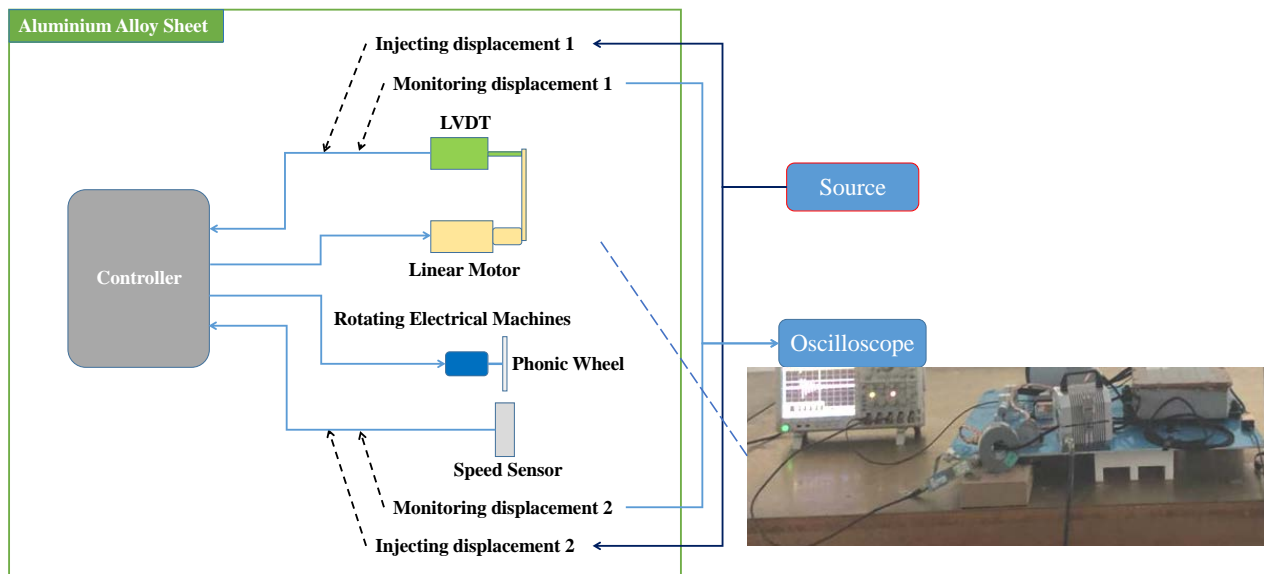 Aluminium Alloy Sheet
Injecting displacement 1
Monitoring displacement 1
LVDT
Source
Controller
Linear Motor
Rotating Electrical Machines
Oscilloscope
Phonic Wheel
Speed Sensor
Monitoring displacement 2
Injecting displacement 2